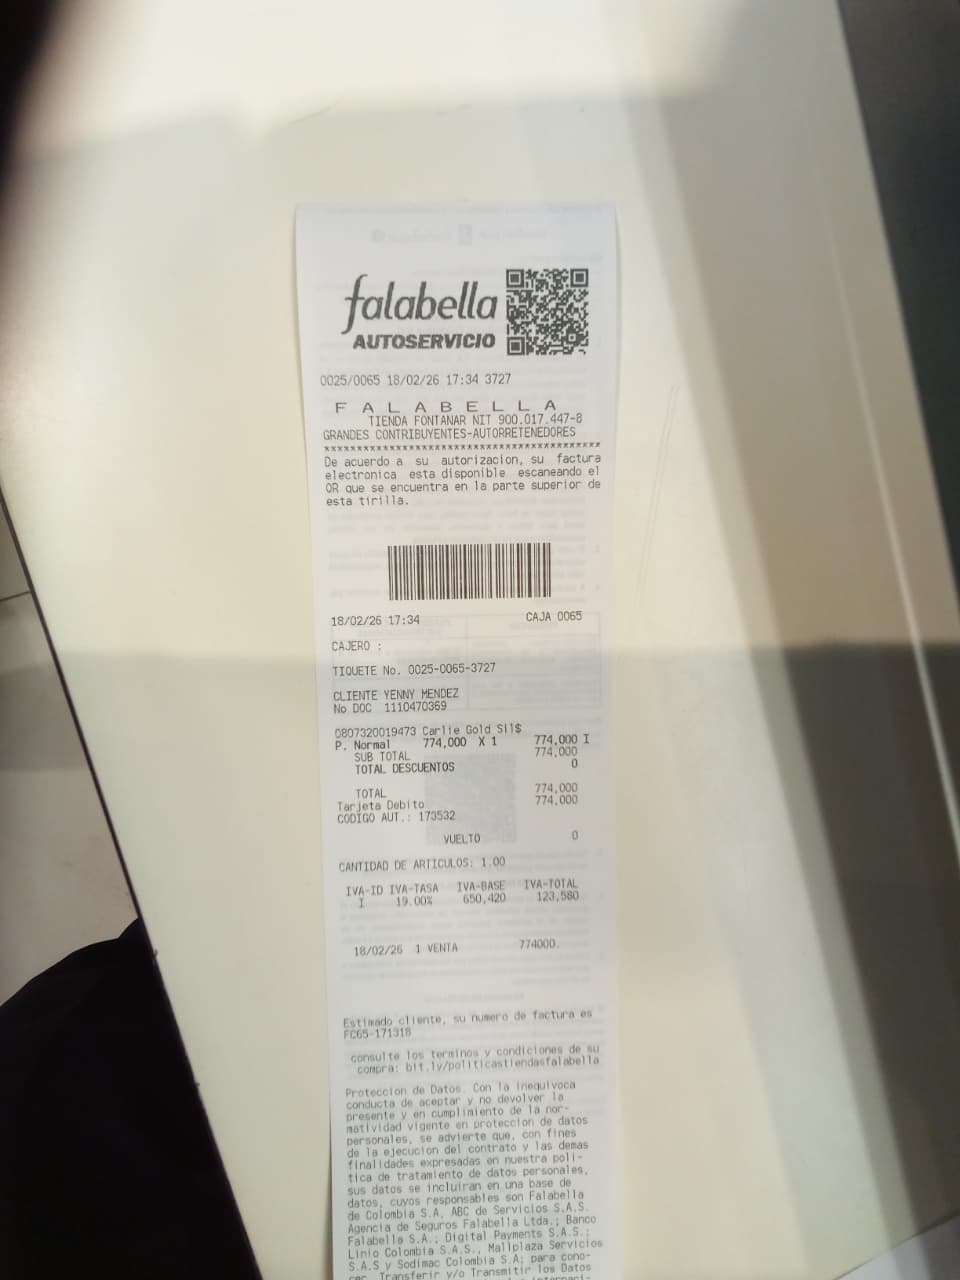 falabella
AUTOSERVICIO
0025/0065 18/02/26 17:34 3727
F A L A B E L L A
TIENDA FONTANAR NIT 900.017.447-8
GRANDES CONTRIBUYENTES-AUTORRETENEDORES
De acuerdo a su autorizacion, su factura
electronica esta disponible escaneando el
QR que se encuentra en la parte superior de
esta tirilla.
18/02/26 17:34 CAJA 0065
CAJERO :
TIQUETE No. 0025-0065-3727
CLIENTE YENNY MENDEZ
No DOC 1110470369
0807320019473 Carlie Gold Sil$
P. Normal 774,000 X 1 774,000 I
SUB TOTAL 774,000
TOTAL DESCUENTOS 0
TOTAL 774,000
Tarjeta Debito 774,000
CODIGO AUT.: 173532
VUELTO 0
CANTIDAD DE ARTICULOS: 1.00
IVA-ID IVA-TASA IVA-BASE IVA-TOTAL
I 19.00% 650,420 123,580
18/02/26 1 VENTA 774000.
Estimado cliente, su numero de factura es
FC65-171318
consulte los terminos y condiciones de su
compra: bit.ly/politicastiendasfalabella
Proteccion de Datos. Con la inequivoca
conducta de aceptar y no devolver la
presente y en cumplimiento de la nor-
matividad vigente en proteccion de datos
personales, se advierte que, con fines
de la ejecucion del contrato y las demas
finalidades expresadas en nuestra poli-
tica de tratamiento de datos personales,
sus datos se incluiran en una base de
datos, cuyos responsables son Falabella
de Colombia S.A, ABC de Servicios S.A.S.
Agencia de Seguros Falabella Ltda.; Banco
Falabella S.A.; Digital Payments S.A.S.;
Linio Colombia S.A.S., Mallplaza Servicios
S.A.S y Sodimac Colombia S.A; para cono-
cer, Transferir y/o Transmitir los Datos